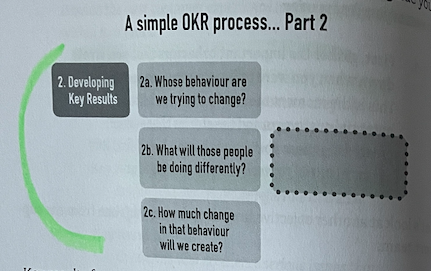 A simple OKR process... Part 2
2. Developing
Key Results
2a. Whose behaviour are
we trying to change?
2b. What will those people
be doing differently?
2c. How much change
in that behaviour
will we create?